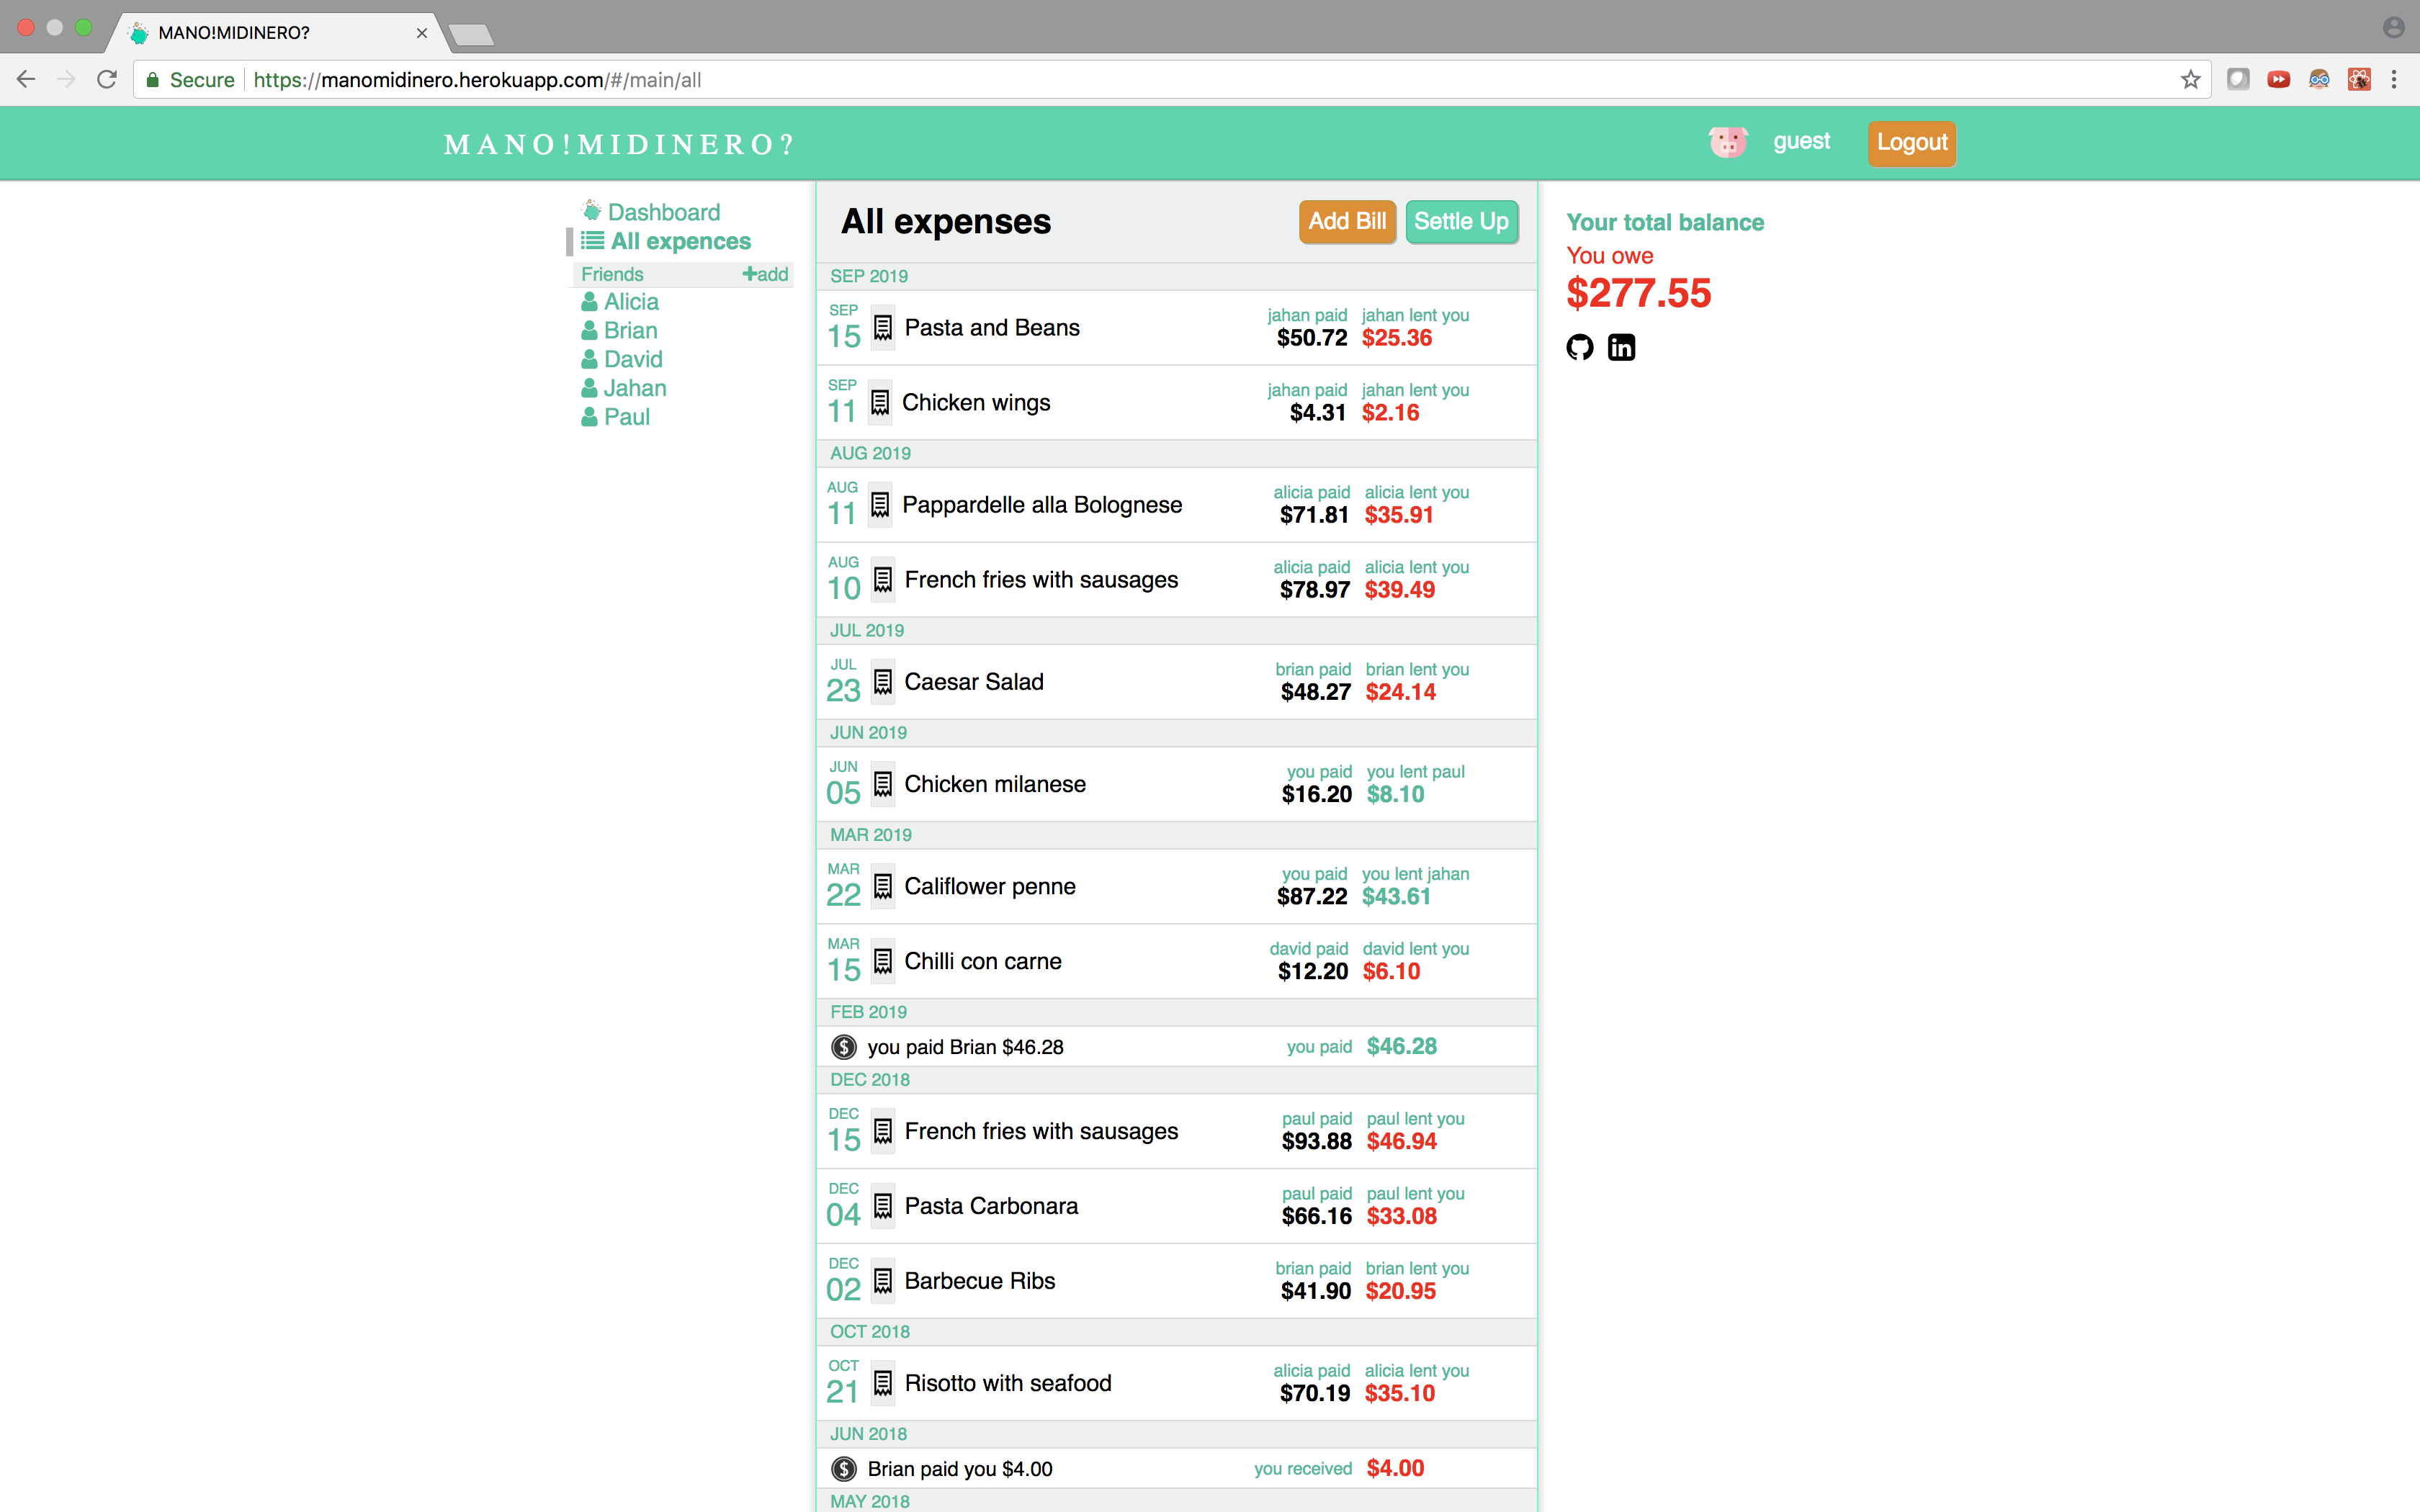 MANO!MIDINERO?
Secure https://manomidinero.herokuapp.com/#/main/all
MANO!MIDINERO?
guest
Logout
Dashboard
All expences
Friends
+add
Alicia
Brian
David
Jahan
Paul
All expenses
Add Bill
Settle Up
SEP 2019
SEP
15
Pasta and Beans
jahan paid
$50.72
jahan lent you
$25.36
SEP
11
Chicken wings
jahan paid
$4.31
jahan lent you
$2.16
AUG 2019
AUG
11
Pappardelle alla Bolognese
alicia paid
$71.81
alicia lent you
$35.91
AUG
10
French fries with sausages
alicia paid
$78.97
alicia lent you
$39.49
JUL 2019
JUL
23
Caesar Salad
brian paid
$48.27
brian lent you
$24.14
JUN 2019
JUN
05
Chicken milanese
you paid
$16.20
you lent paul
$8.10
MAR 2019
MAR
22
Califlower penne
you paid
$87.22
you lent jahan
$43.61
MAR
15
Chilli con carne
david paid
$12.20
david lent you
$6.10
FEB 2019
you paid Brian $46.28
you paid
$46.28
DEC 2018
DEC
15
French fries with sausages
paul paid
$93.88
paul lent you
$46.94
DEC
04
Pasta Carbonara
paul paid
$66.16
paul lent you
$33.08
DEC
02
Barbecue Ribs
brian paid
$41.90
brian lent you
$20.95
OCT 2018
OCT
21
Risotto with seafood
alicia paid
$70.19
alicia lent you
$35.10
JUN 2018
Brian paid you $4.00
you received
$4.00
MAY 2018
Your total balance
You owe
$277.55